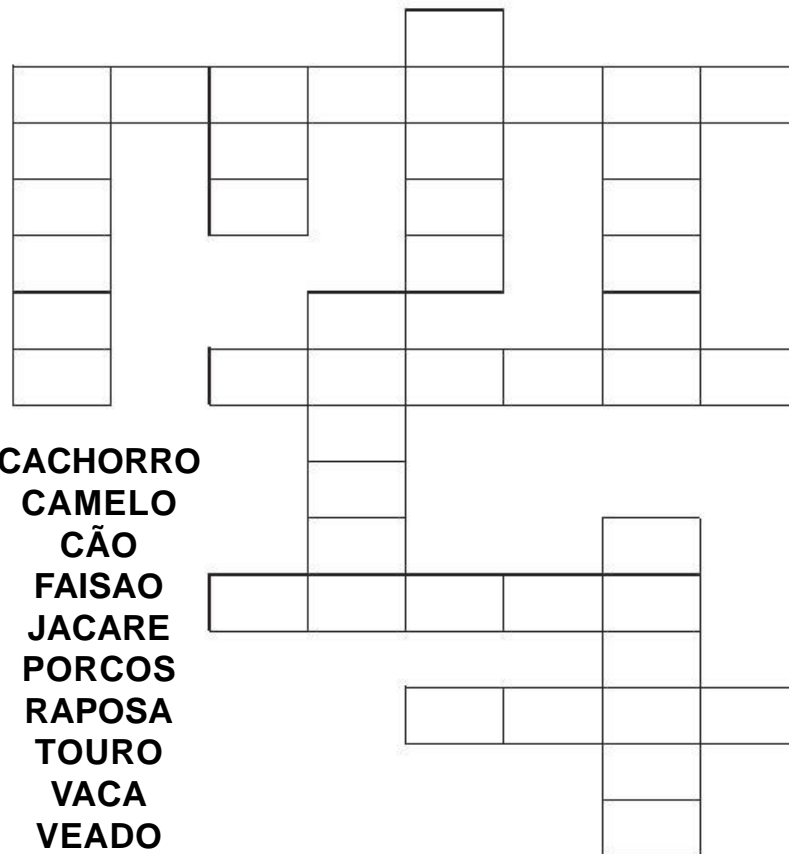 CACHORRO
CAMELO
CÃO
FAISAO
JACARE
PORCOS
RAPOSA
TOURO
VACA
VEADO